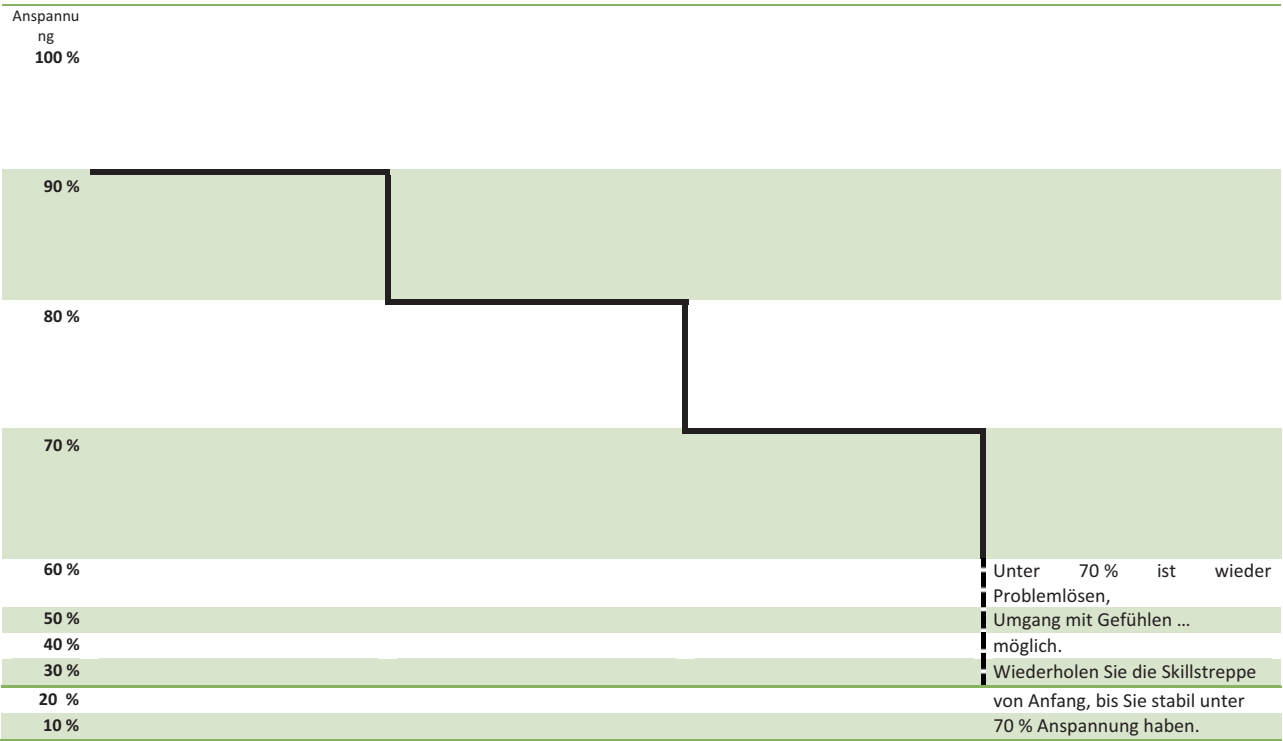 Anspannu
ng
100 %
90 %
80 %
70 %
60 %
50 %
40 %
30 %
20 %
10 %
Unter 70 % ist wieder
Problemlösen,
Umgang mit Gefühlen …
möglich.
Wiederholen Sie die Skillstreppe
von Anfang, bis Sie stabil unter
70 % Anspannung haben.